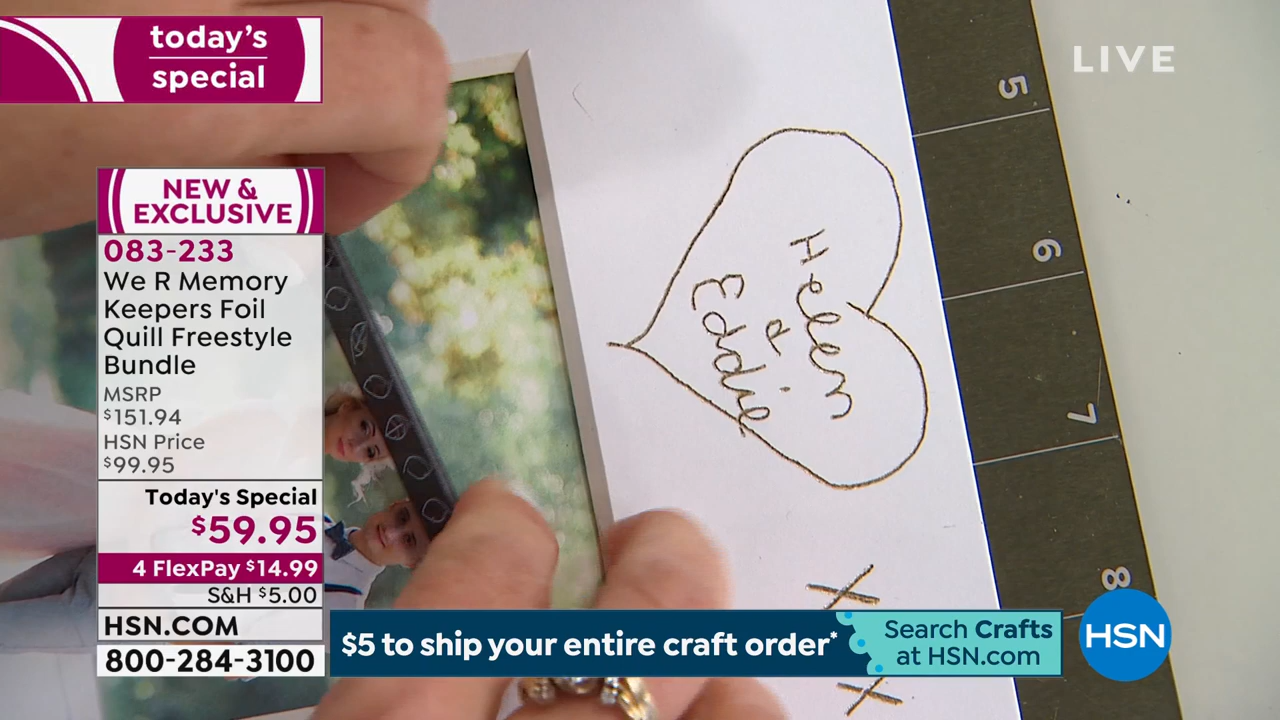 today's
special
LIVE
NEW &
EXCLUSIVE
083-233
We R Memory
Keepers Foil
Quill Freestyle
Bundle
MSRP
$151.94
HSN Price
$99.95
Today's Special
$59.95
4 FlexPay $14.99
S&H $5.00
HSN.COM
800-284-3100
Helen
&
Eddie
X
X
5
6
7
8
$5 to ship your entire craft order*
Search Crafts
at HSN.com
HSN